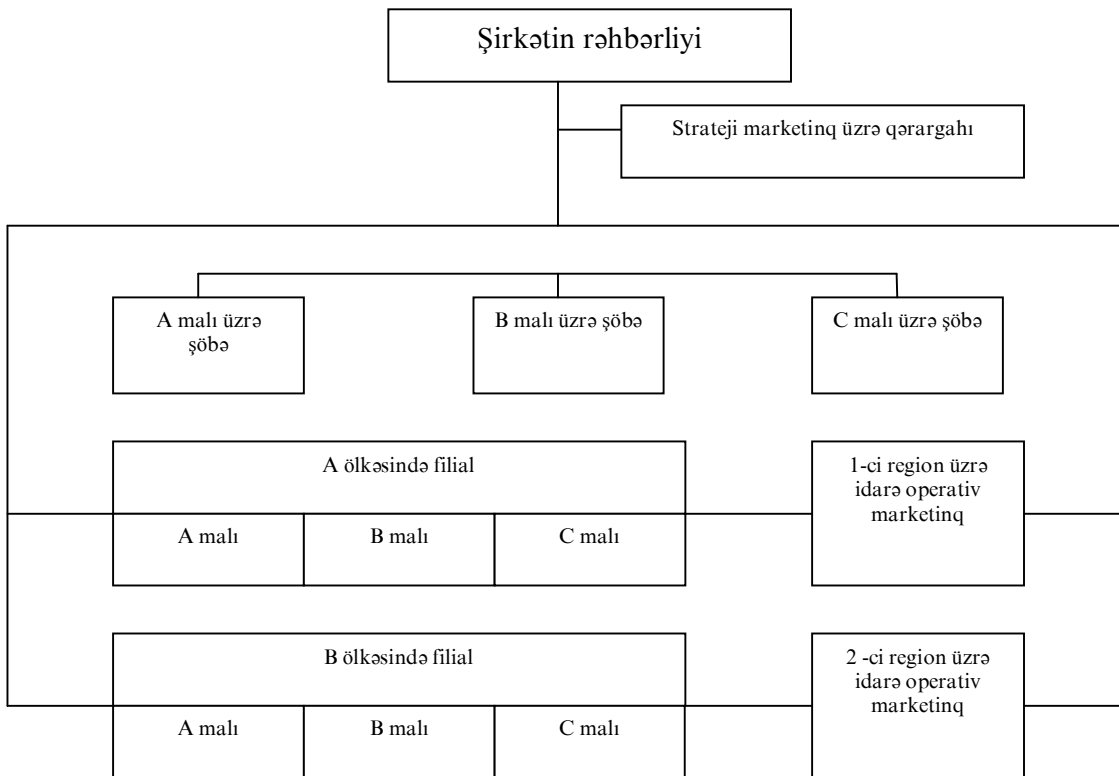 Şirkətin rəhbərliyi
Strateji marketinq üzrə qərargahı
A malı üzrə
şöbə
B malı üzrə şöbə
C malı üzrə şöbə
A ölkəsində filial
1-ci region üzrə
idarə operativ
marketinq
A malı
B malı
C malı
B ölkəsində filial
2 -ci region üzrə
idarə operativ
marketinq
A malı
B malı
C malı